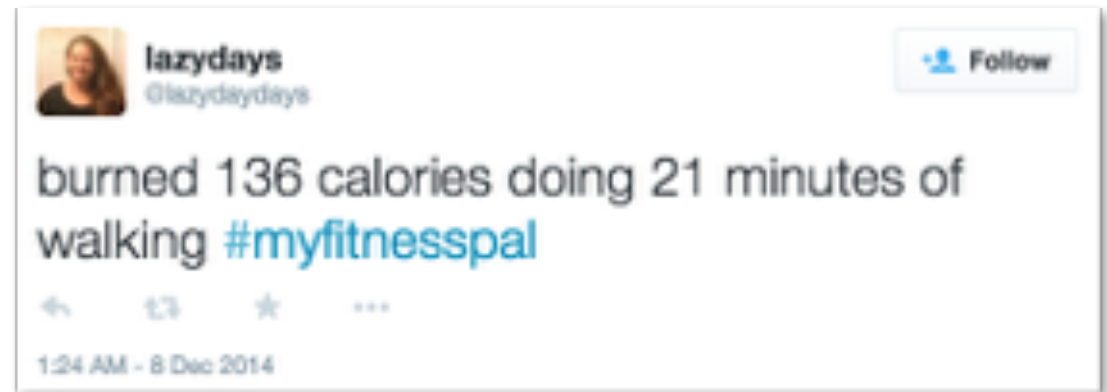 lazydays
Follow
@lazydaydays
burned 136 calories doing 21 minutes of
walking #myfitnesspal
1:24 AM - 8 Dec 2014